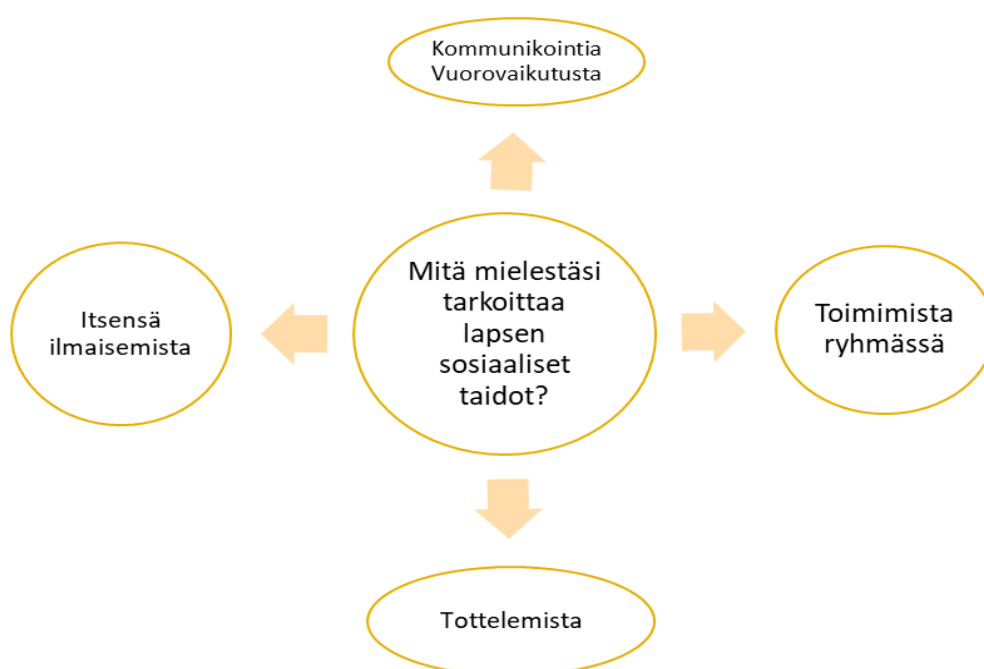 Kommunikointia
Vuorovaikutusta
Mitä mielestäsi
tarkoittaa
lapsen
sosiaaliset
taidot?
Itsensä
ilmaisemista
Toimimista
ryhmässä
Tottelemista